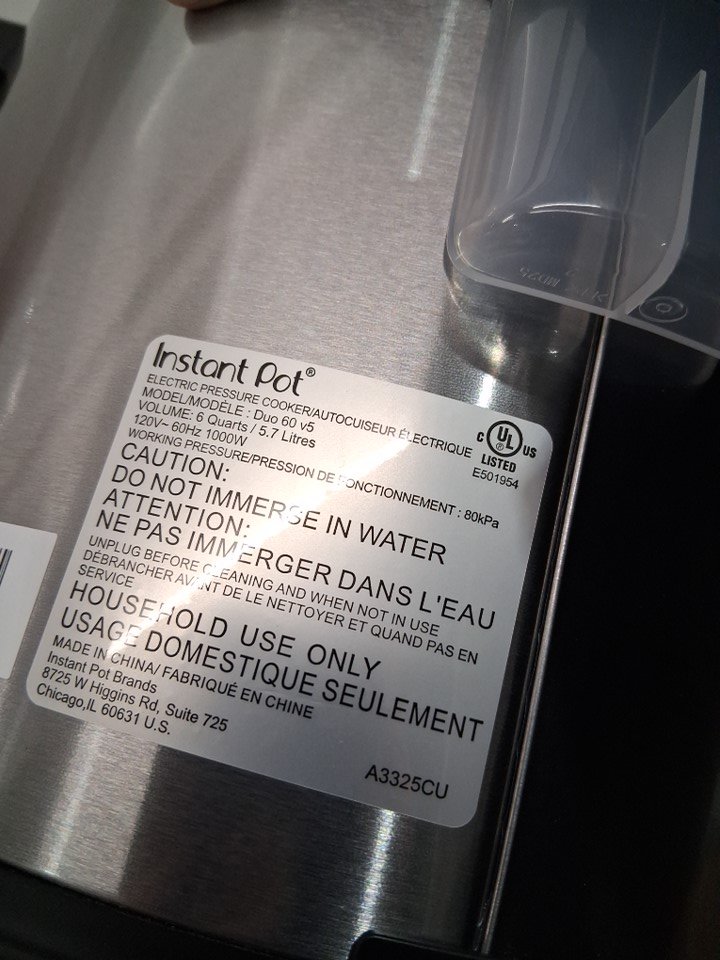 Instant Pot®
ELECTRIC PRESSURE COOKER/AUTOCUISEUR ÉLECTRIQUE
MODEL/MODÈLE : Duo 60 v5
VOLUME: 6 Quarts / 5.7 Litres
120V~ 60Hz 1000W
WORKING PRESSURE/PRESSION DE FONCTIONNEMENT : 80kPa
C UL US
LISTED
E501954
CAUTION:
DO NOT IMMERSE IN WATER
ATTENTION:
NE PAS IMMERGER DANS L'EAU
UNPLUG BEFORE CLEANING AND WHEN NOT IN USE
DÉBRANCHER AVANT DE LE NETTOYER ET QUAND PAS EN
SERVICE
HOUSEHOLD USE ONLY
USAGE DOMESTIQUE SEULEMENT
MADE IN CHINA/ FABRIQUÉ EN CHINE
Instant Pot Brands
8725 W Higgins Rd, Suite 725
Chicago,IL 60631 U.S.
A3325CU